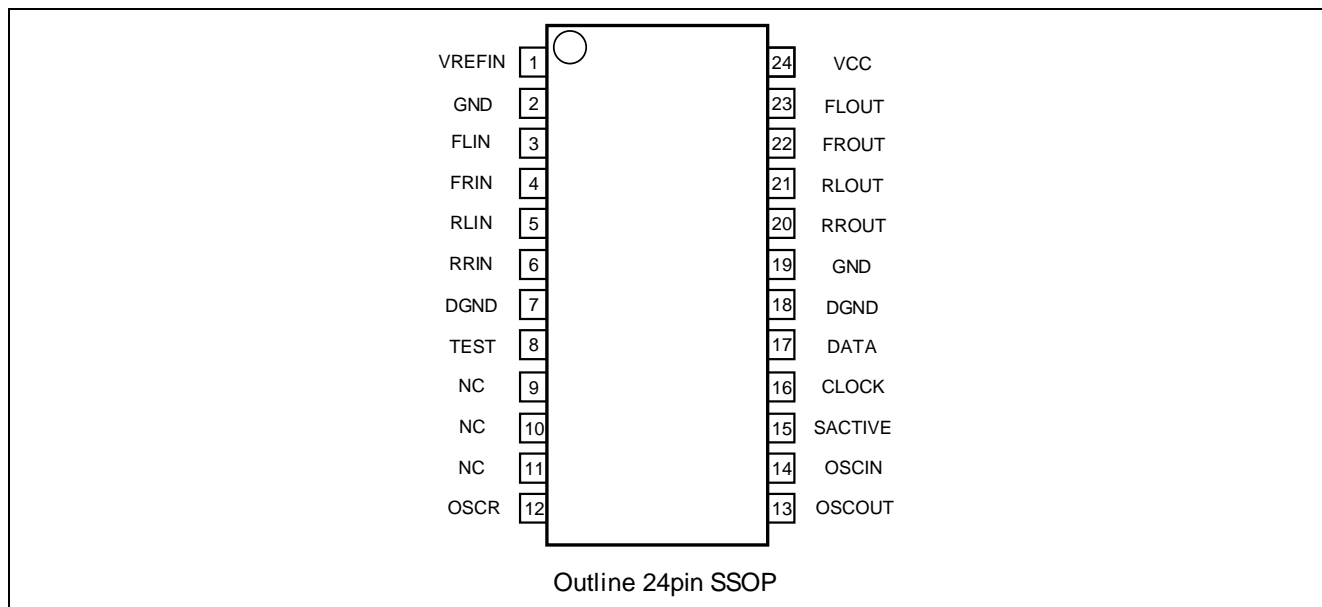 VREFIN 1 24 VCC
GND 2 23 FLOUT
FLIN 3 22 FROUT
FRIN 4 21 RLOUT
RLIN 5 20 RROUT
RRIN 6 19 GND
DGND 7 18 DGND
TEST 8 17 DATA
NC 9 16 CLOCK
NC 10 15 SACTIVE
NC 11 14 OSCIN
OSCR 12 13 OSCOUT
Outline 24pin SSOP